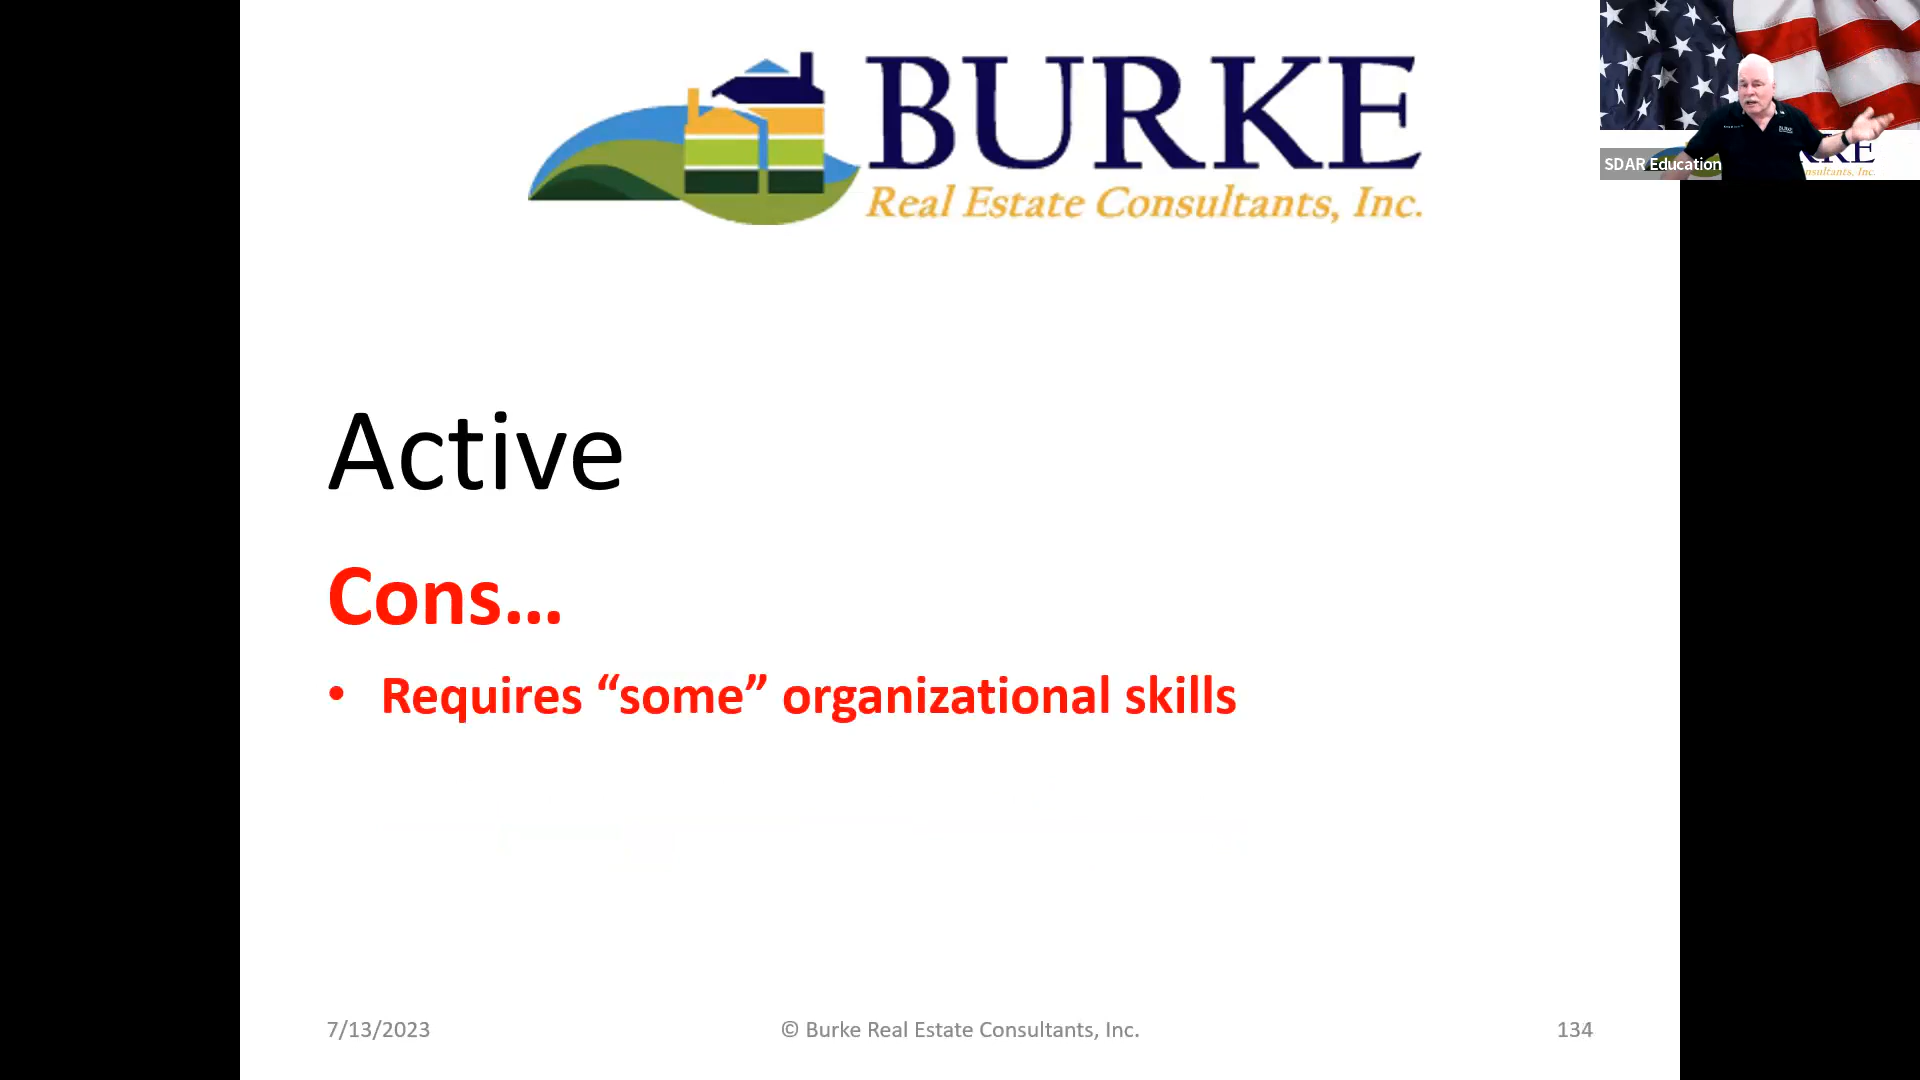 BURKE
Real Estate Consultants, Inc.
SDAR Education
BURKE
Active
Cons...
• Requires “some” organizational skills
7/13/2023
© Burke Real Estate Consultants, Inc.
134